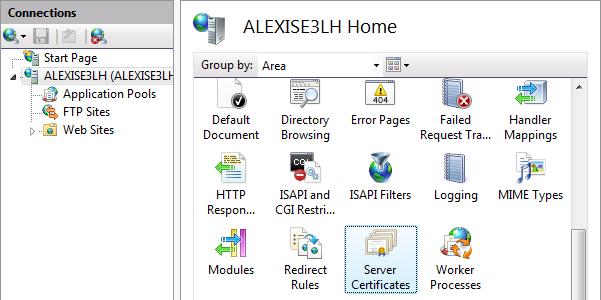 Connections
Start Page
ALEXISE3LH (ALEXISE3LH
Application Pools
FTP Sites
Web Sites
ALEXISE3LH Home
Group by: Area
Default Document
Directory Browsing
404
Error Pages
Failed Request Tra...
Handler Mappings
HTTP Respon...
CGI
ISAPI and CGI Restri...
ISAPI Filters
Logging
MIME Types
Modules
Redirect Rules
Server Certificates
Worker Processes